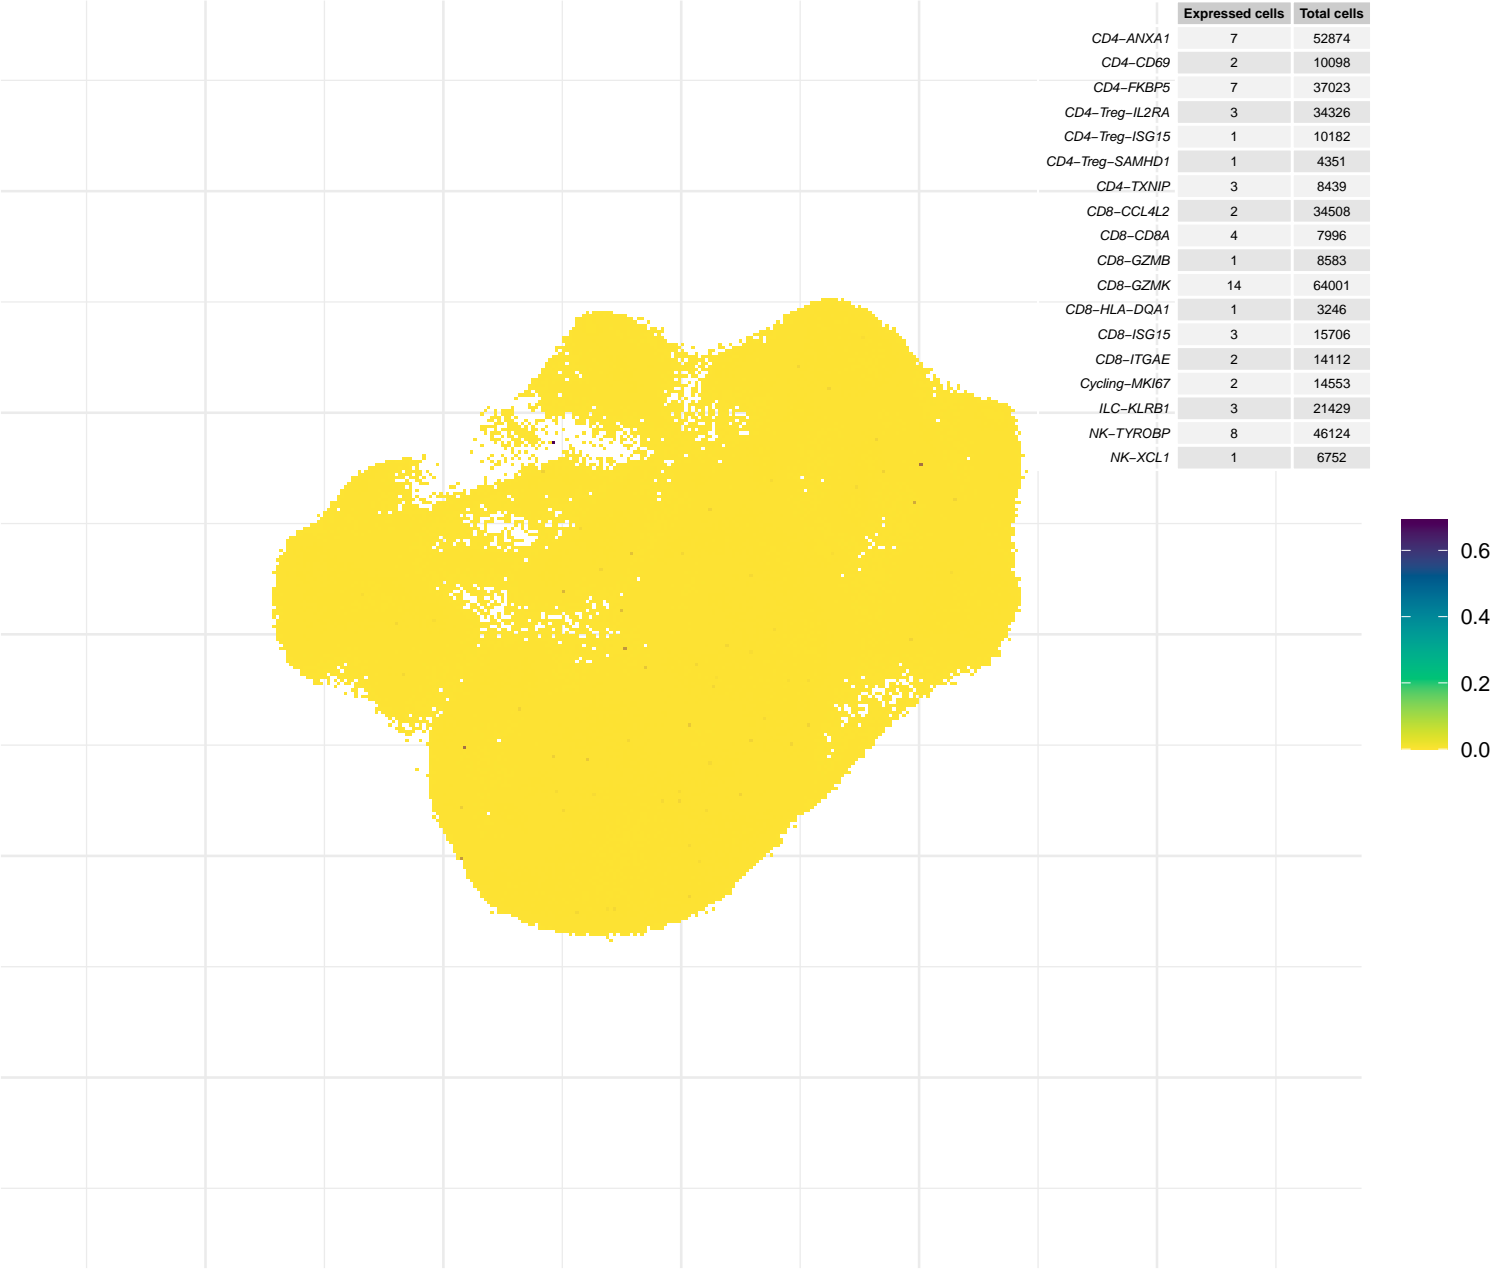 Expressed cells Total cells
CD4−ANXA1 7 52874
CD4−CD69 2 10098
CD4−FKBP5 7 37023
CD4−Treg−IL2RA 3 34326
CD4−Treg−ISG15 1 10182
CD4−Treg−SAMHD1 1 4351
CD4−TXNIP 3 8439
CD8−CCL4L2 2 34508
CD8−CD8A 4 7996
CD8−GZMB 1 8583
CD8−GZMK 14 64001
CD8−HLA−DQA1 1 3246
CD8−ISG15 3 15706
CD8−ITGAE 2 14112
Cycling−MKI67 2 14553
ILC−KLRB1 3 21429
NK−TYROBP 8 46124
NK−XCL1 1 6752
0.6
0.4
0.2
0.0